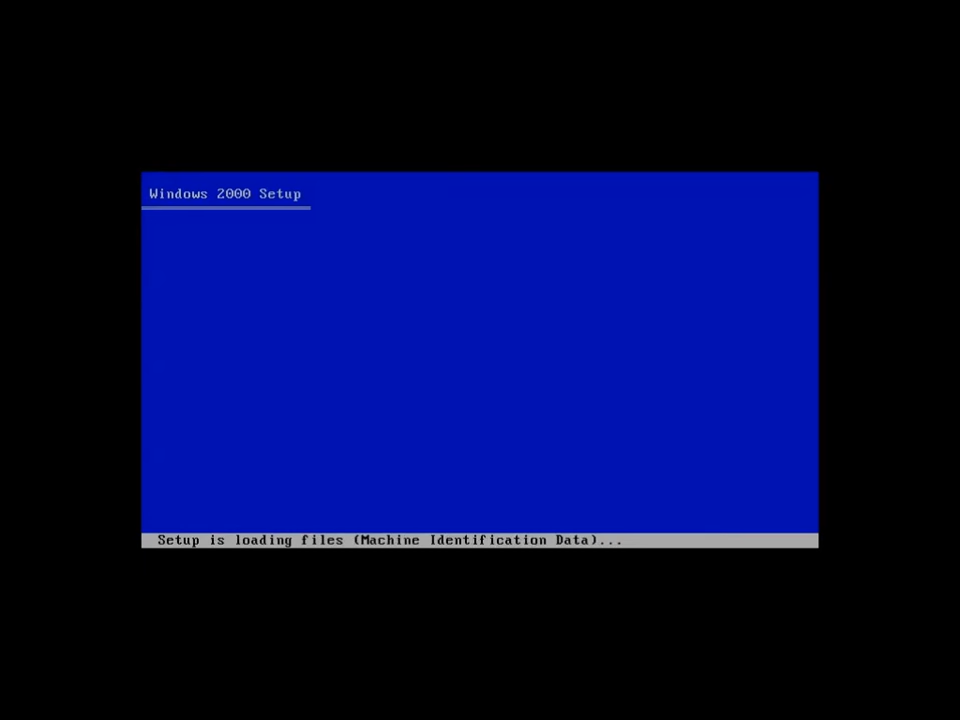 Windows 2000 Setup
Setup is loading files (Machine Identification Data)...